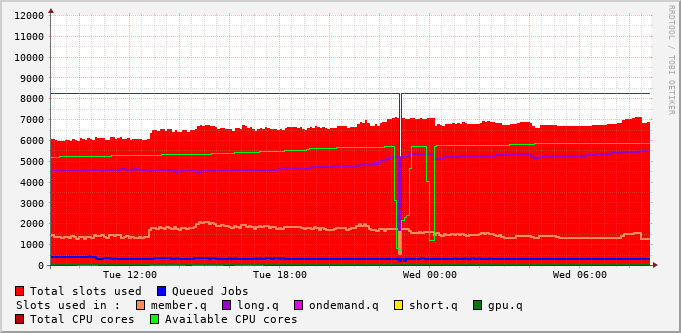 RRDTOOL / TOBI OETIKER
12000
11000
10000
9000
8000
7000
6000
5000
4000
3000
2000
1000
0
Tue 12:00 Tue 18:00 Wed 00:00 Wed 06:00
Total slots used Queued Jobs
Slots used in : member.q long.q ondemand.q short.q gpu.q
Total CPU cores Available CPU cores